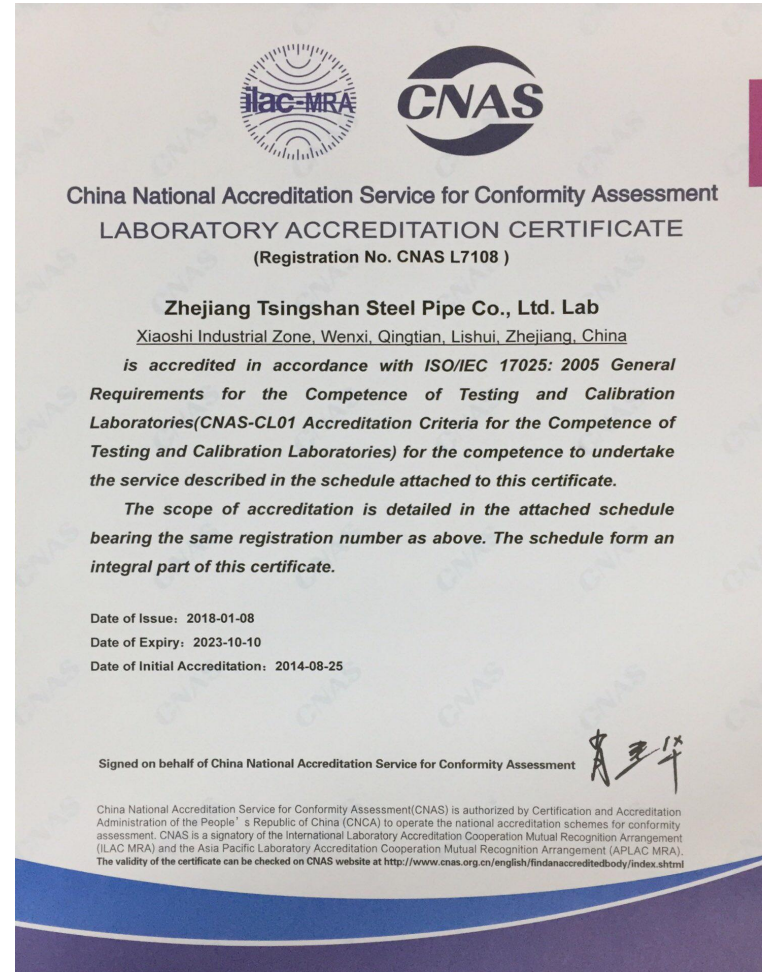 ilac-MRA
CNAS
China National Accreditation Service for Conformity Assessment
LABORATORY ACCREDITATION CERTIFICATE
(Registration No. CNAS L7108 )
Zhejiang Tsingshan Steel Pipe Co., Ltd. Lab
Xiaoshi Industrial Zone, Wenxi, Qingtian, Lishui, Zhejiang, China
is accredited in accordance with ISO/IEC 17025: 2005 General
Requirements for the Competence of Testing and Calibration
Laboratories(CNAS-CL01 Accreditation Criteria for the Competence of
Testing and Calibration Laboratories) for the competence to undertake
the service described in the schedule attached to this certificate.
The scope of accreditation is detailed in the attached schedule
bearing the same registration number as above. The schedule form an
integral part of this certificate.
Date of Issue: 2018-01-08
Date of Expiry: 2023-10-10
Date of Initial Accreditation: 2014-08-25
Signed on behalf of China National Accreditation Service for Conformity Assessment
China National Accreditation Service for Conformity Assessment(CNAS) is authorized by Certification and Accreditation
Administration of the People's Republic of China (CNCA) to operate the national accreditation schemes for conformity
assessment. CNAS is a signatory of the International Laboratory Accreditation Cooperation Mutual Recognition Arrangement
(ILAC MRA) and the Asia Pacific Laboratory Accreditation Cooperation Mutual Recognition Arrangement (APLAC MRA).
The validity of the certificate can be checked on CNAS website at http://www.cnas.org.cn/english/findanaccreditedbody/index.shtml